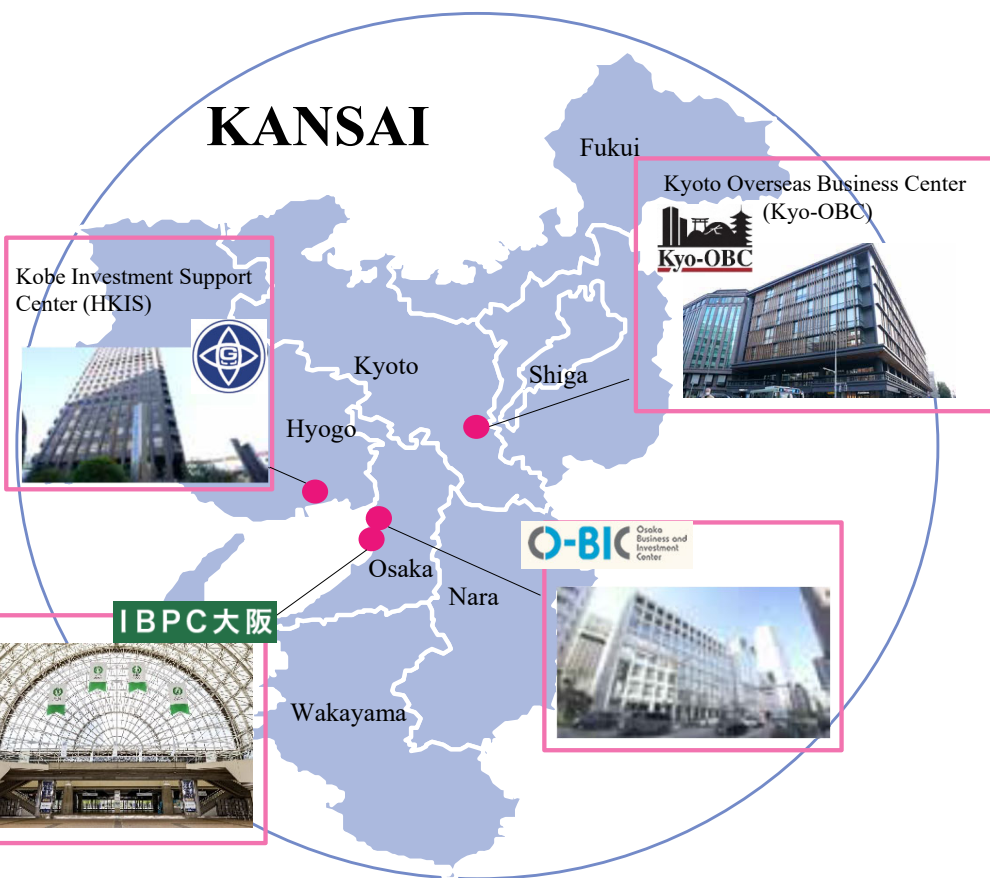 KANSAI
Fukui
Kyoto Overseas Business Center
(Kyo-OBC)
Kyo-OBC
Kobe Investment Support
Center (HKIS)
Kyoto
Shiga
Hyogo
O-BIC
Osaka
Business and
Investment
Center
Osaka
Nara
IBPC大阪
Wakayama